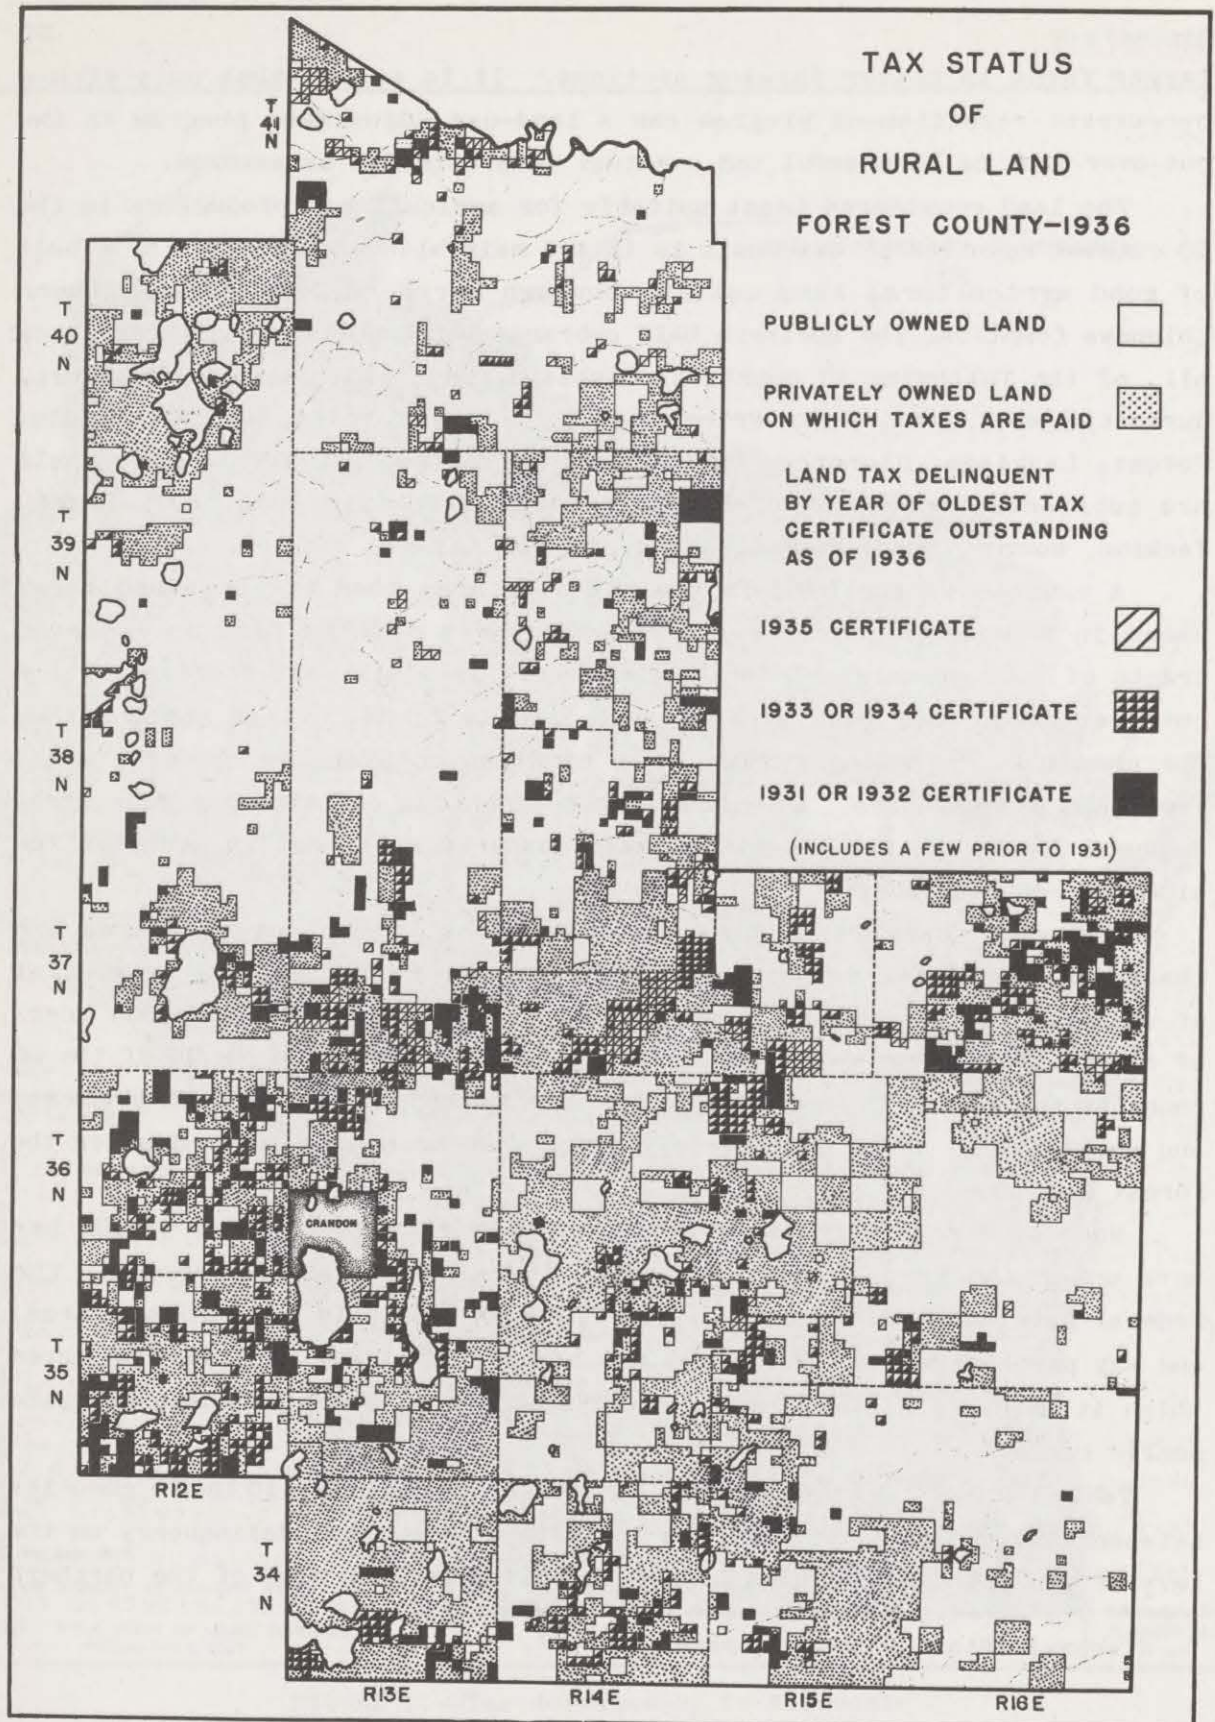 TAX STATUS
OF
RURAL LAND
FOREST COUNTY-1936
PUBLICLY OWNED LAND
PRIVATELY OWNED LAND
ON WHICH TAXES ARE PAID
LAND TAX DELINQUENT
BY YEAR OF OLDEST TAX
CERTIFICATE OUTSTANDING
AS OF 1936
1935 CERTIFICATE
1933 OR 1934 CERTIFICATE
1931 OR 1932 CERTIFICATE
(INCLUDES A FEW PRIOR TO 1931)
T
41
N
T
40
N
T
39
N
T
38
N
T
37
N
T
36
N
CRANDON
T
35
N
R12E
T
34
N
R13E
R14E
R15E
R16E